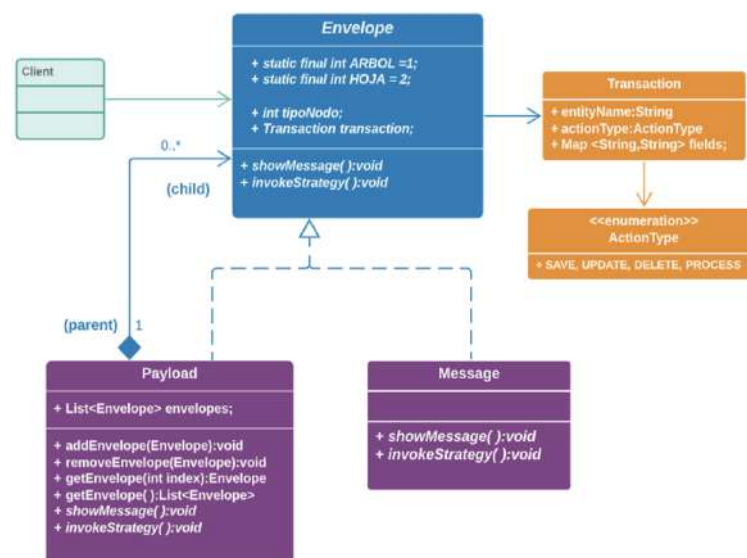 Envelope
+ static final int ARBOL =1;
+ static final int HOJA = 2;
+ int tipoNodo;
+ Transaction transaction;
+ showMessage( ):void
+ invokeStrategy( ):void
Client
Transaction
+ entityName:String
+ actionType:ActionType
+ Map <String,String> fields;
<<enumeration>>
ActionType
+ SAVE, UPDATE, DELETE, PROCESS
0..*
(child)
(parent)
1
Payload
+ List<Envelope> envelopes;
+ addEnvelope(Envelope):void
+ removeEnvelope(Envelope):void
+ getEnvelope(int index):Envelope
+ getEnvelope( ):List<Envelope>
+ showMessage( ):void
+ invokeStrategy( ):void
Message
+ showMessage( ):void
+ invokeStrategy( ):void